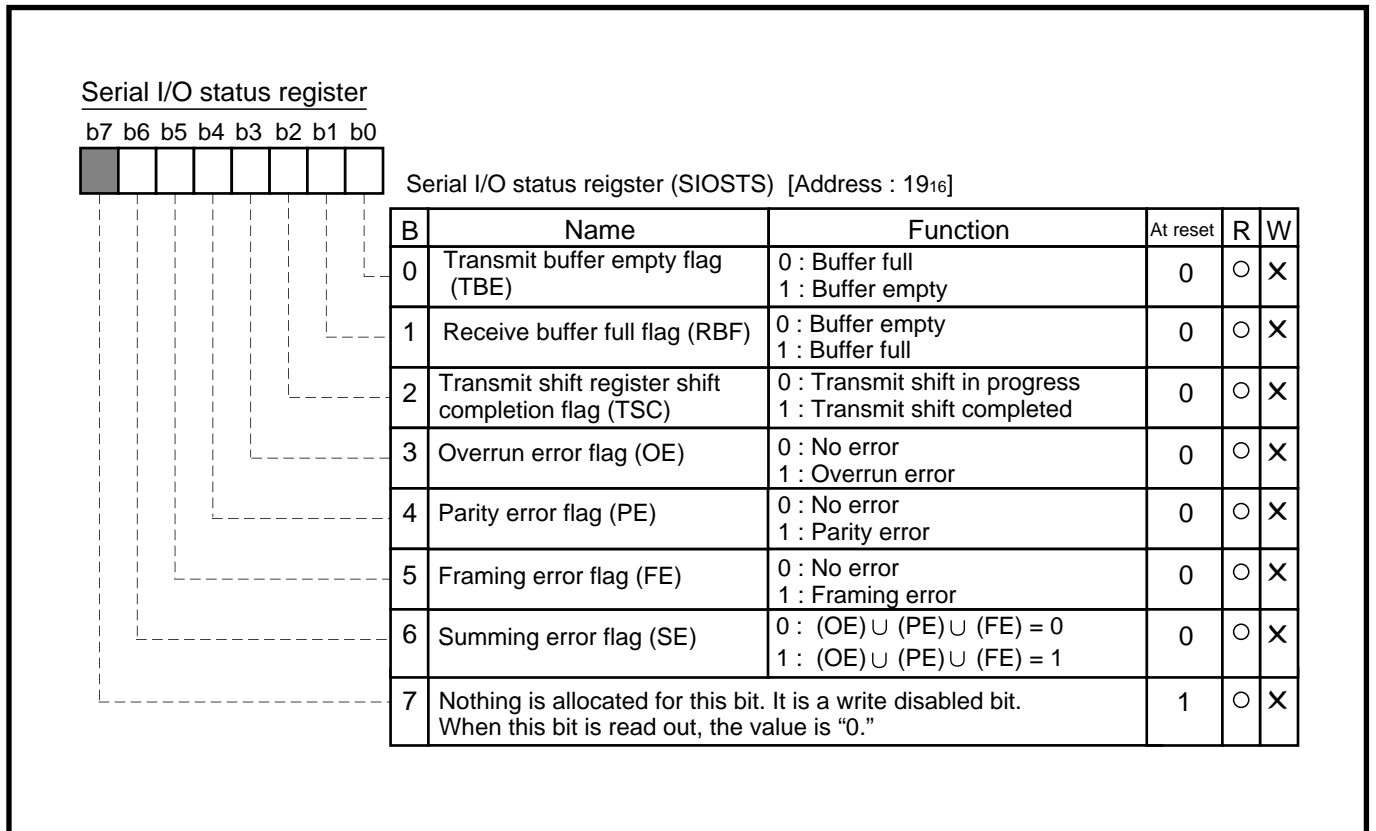 Serial I/O status register
b7 b6 b5 b4 b3 b2 b1 b0
Serial I/O status reigster (SIOSTS) [Address : 19₁₆]
B Name Function At reset R W
0 Transmit buffer empty flag (TBE) 0 : Buffer full 0 ○ ✕
1 : Buffer empty
1 Receive buffer full flag (RBF) 0 : Buffer empty 0 ○ ✕
1 : Buffer full
2 Transmit shift register shift completion flag (TSC) 0 : Transmit shift in progress 0 ○ ✕
1 : Transmit shift completed
3 Overrun error flag (OE) 0 : No error 0 ○ ✕
1 : Overrun error
4 Parity error flag (PE) 0 : No error 0 ○ ✕
1 : Parity error
5 Framing error flag (FE) 0 : No error 0 ○ ✕
1 : Framing error
6 Summing error flag (SE) 0 : (OE) ∪ (PE) ∪ (FE) = 0 0 ○ ✕
1 : (OE) ∪ (PE) ∪ (FE) = 1
7 Nothing is allocated for this bit. It is a write disabled bit. 1 ○ ✕
When this bit is read out, the value is “0.”